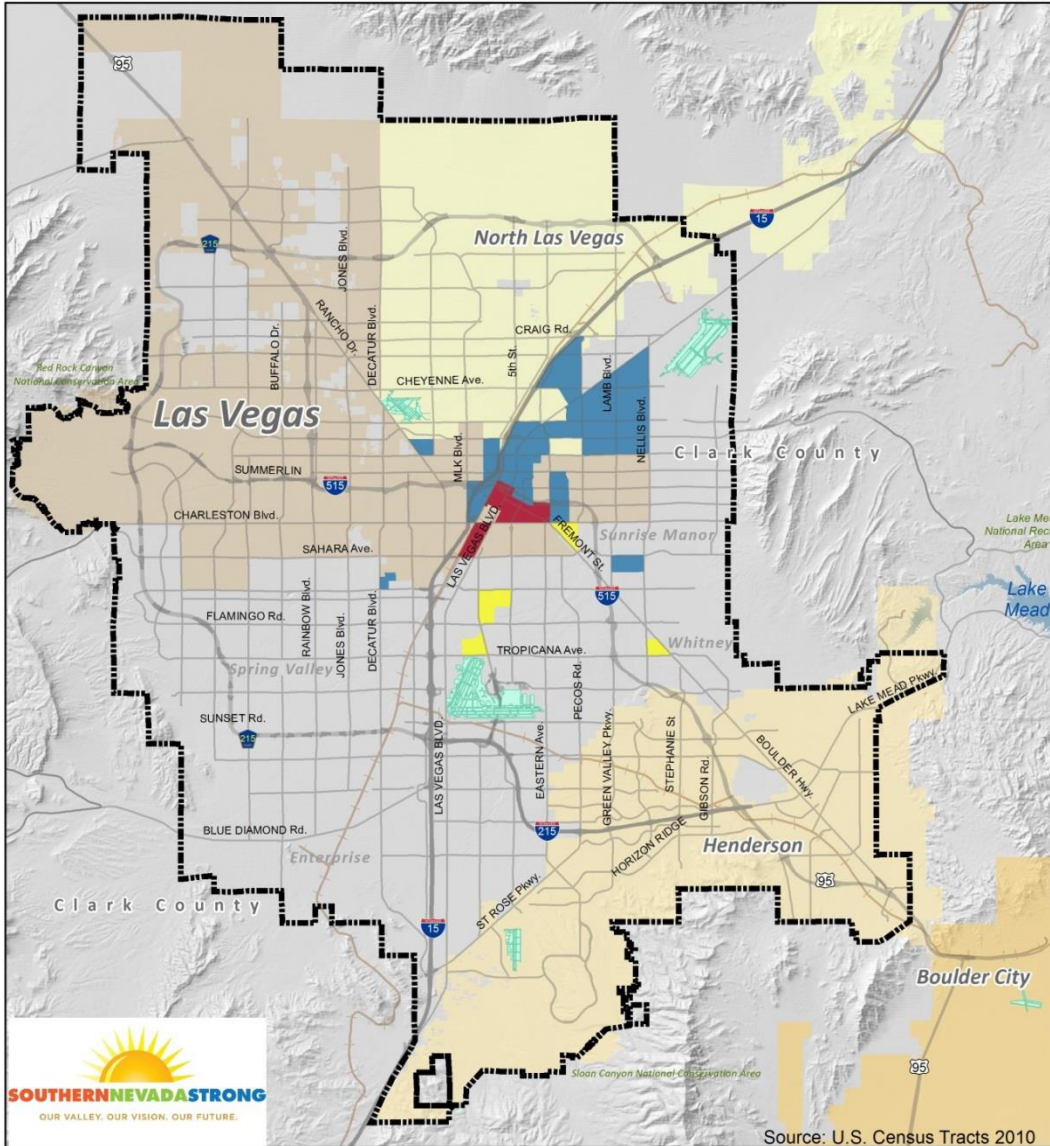 95
North Las Vegas
15
215
JONES Blvd.
RANCHO Dr.
DECATUR Blvd.
BUFFALO Dr.
CRAIG Rd.
5th St.
LAMB Blvd.
Red Rock Canyon
National Conservation Area
CHEYENNE Ave.
Las Vegas
MLK Blvd.
NELLIS Blvd.
Clark County
SUMMERLIN
515
CHARLESTON Blvd.
LAS VEGAS BLVD.
FREMONT St.
Sunrise Manor
Lake Me
National Rec
Area
SAHARA Ave.
515
Lake
Mead
FLAMINGO Rd.
RAINBOW Blvd.
JONES Blvd.
DECATUR Blvd.
Whitney
TROPICANA Ave.
Spring Valley
PECOS Rd.
LAKE MEAD Pkwy.
SUNSET Rd.
215
LAS VEGAS BLVD.
EASTERN Ave.
GREEN VALLEY Pkwy.
STEPHANIE St
GIBSON Rd.
BOULDER Hwy.
BLUE DIAMOND Rd.
215
HORIZON RIDGE
Henderson
Enterprise
95
ST ROSE Pkwy.
Clark County
15
Boulder City
SOUTHERNNEVADASTRONG
OUR VALLEY. OUR VISION. OUR FUTURE.
Sloan Canyon National Conservation Area
95
Source: U.S. Census Tracts 2010